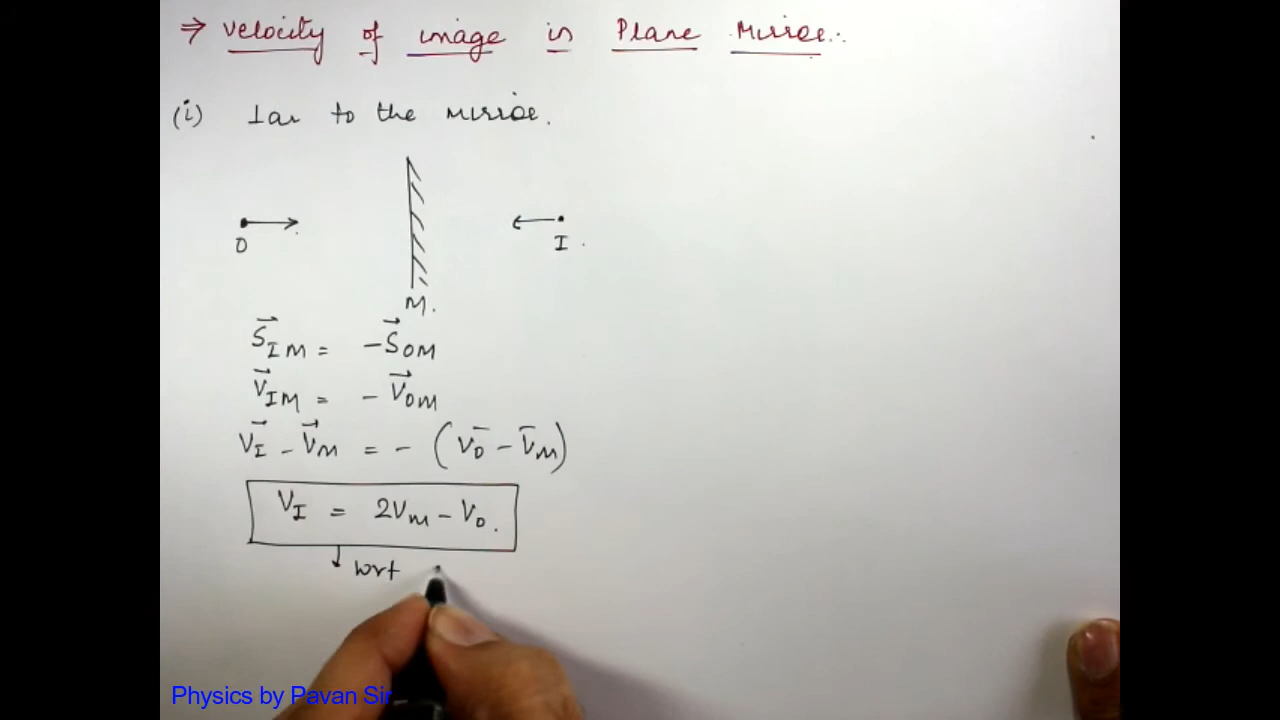 ⇒ Velocity of image in Plane Mirror.
(i) ⊥ar to the mirror.
O I
M.
S⃗IM = -S⃗OM
V⃗IM = -V⃗OM
V⃗I - V⃗M = - (V̄O - V̄M)
VI = 2VM - VO.
↓ wrt
Physics by Pavan Sir